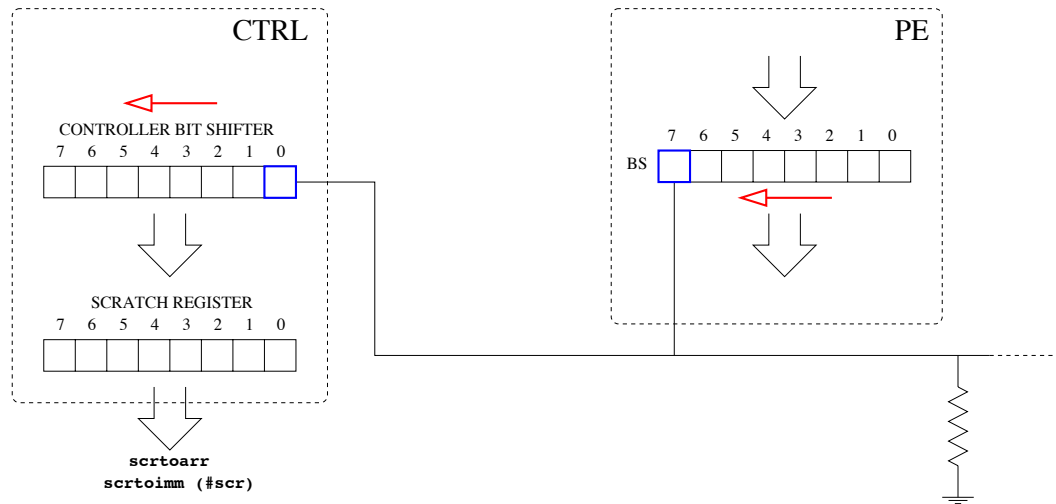 CTRL
CONTROLLER BIT SHIFTER
7 6 5 4 3 2 1 0
SCRATCH REGISTER
7 6 5 4 3 2 1 0
scrtoarr
scrtoimm (#scr)
PE
7 6 5 4 3 2 1 0
BS